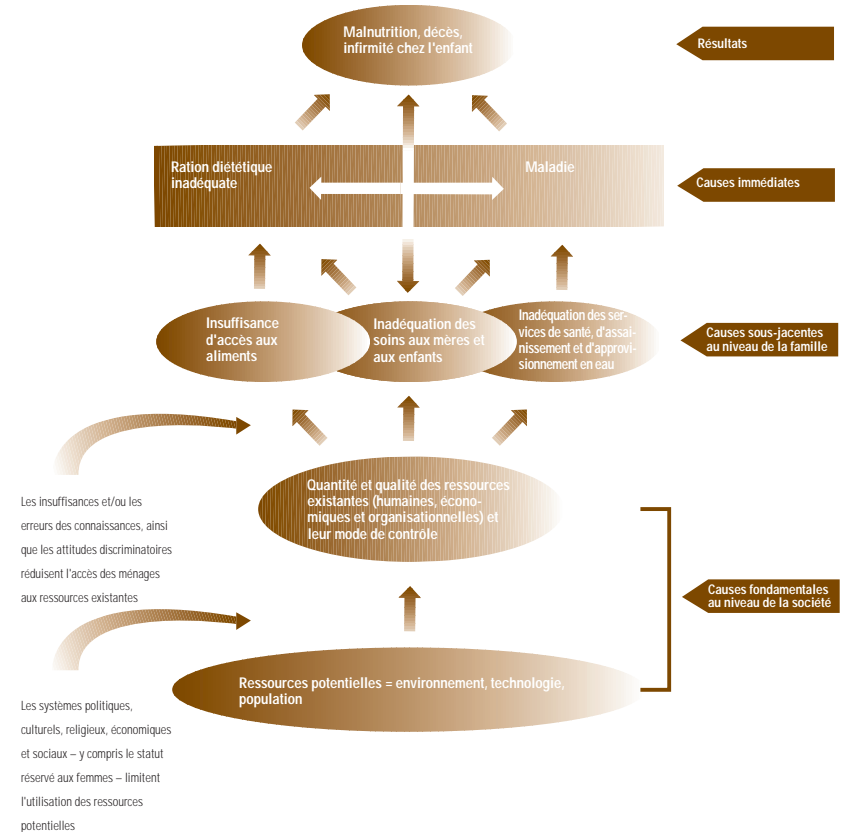 Malnutrition, décès,
infirmité chez l'enfant
Résultats
Ration diététique
inadéquate
Maladie
Causes immédiates
Insuffisance
d'accès aux
aliments
Inadéquation des
soins aux mères et
aux enfants
Inadéquation des ser-
vices de santé, d'assai-
nissement et d'approvi-
sionnement en eau
Causes sous-jacentes
au niveau de la famille
Quantité et qualité des ressources
existantes (humaines, écono-
miques et organisationnelles) et
leur mode de contrôle
Les insuffisances et/ou les
erreurs des connaissances, ainsi
que les attitudes discriminatoires
réduisent l'accès des ménages
aux ressources existantes
Causes fondamentales
au niveau de la société
Ressources potentielles = environnement, technologie,
population
Les systèmes politiques,
culturels, religieux, économiques
et sociaux – y compris le statut
réservé aux femmes – limitent
l'utilisation des ressources
potentielles